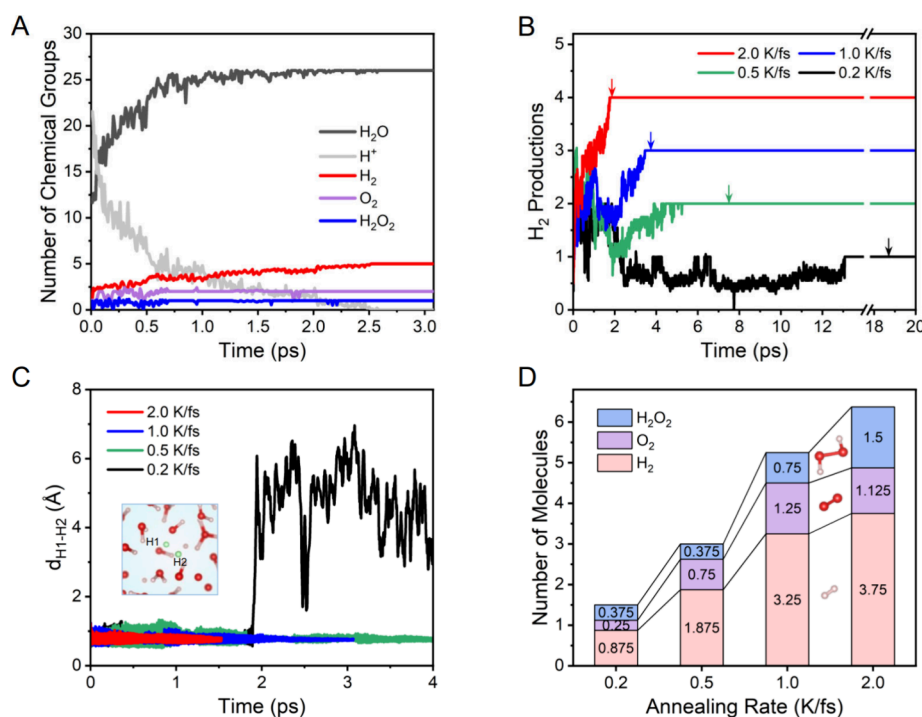 A
Number of Chemical Groups
30
25
20
15
10
5
0
H₂O
H⁺
H₂
O₂
H₂O₂
0.0 0.5 1.0 1.5 2.0 2.5 3.0
Time (ps)
B
H₂ Productions
5
4
3
2
1
0
2.0 K/fs 1.0 K/fs
0.5 K/fs 0.2 K/fs
0 2 4 6 8 10 12 18 20
Time (ps)
C
d_H1-H2 (Å)
8
6
4
2
0
2.0 K/fs
1.0 K/fs
0.5 K/fs
0.2 K/fs
H1
H2
0 1 2 3 4
Time (ps)
D
Number of Molecules
6
5
4
3
2
1
0
H₂O₂
O₂
H₂
0.375
0.25
0.875
0.375
0.75
1.875
0.75
1.25
3.25
1.5
1.125
3.75
0.2 0.5 1.0 2.0
Annealing Rate (K/fs)